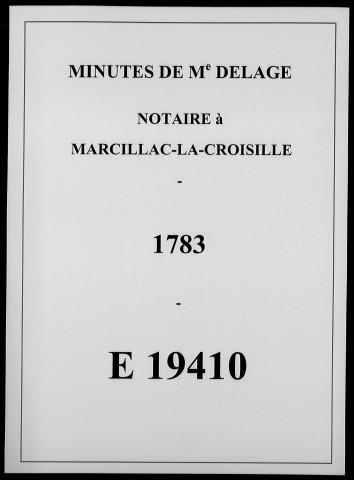 MINUTES DE Me DELAGE
NOTAIRE à
MARCILLAC-LA-CROISILLE
-
1783
-
E 19410